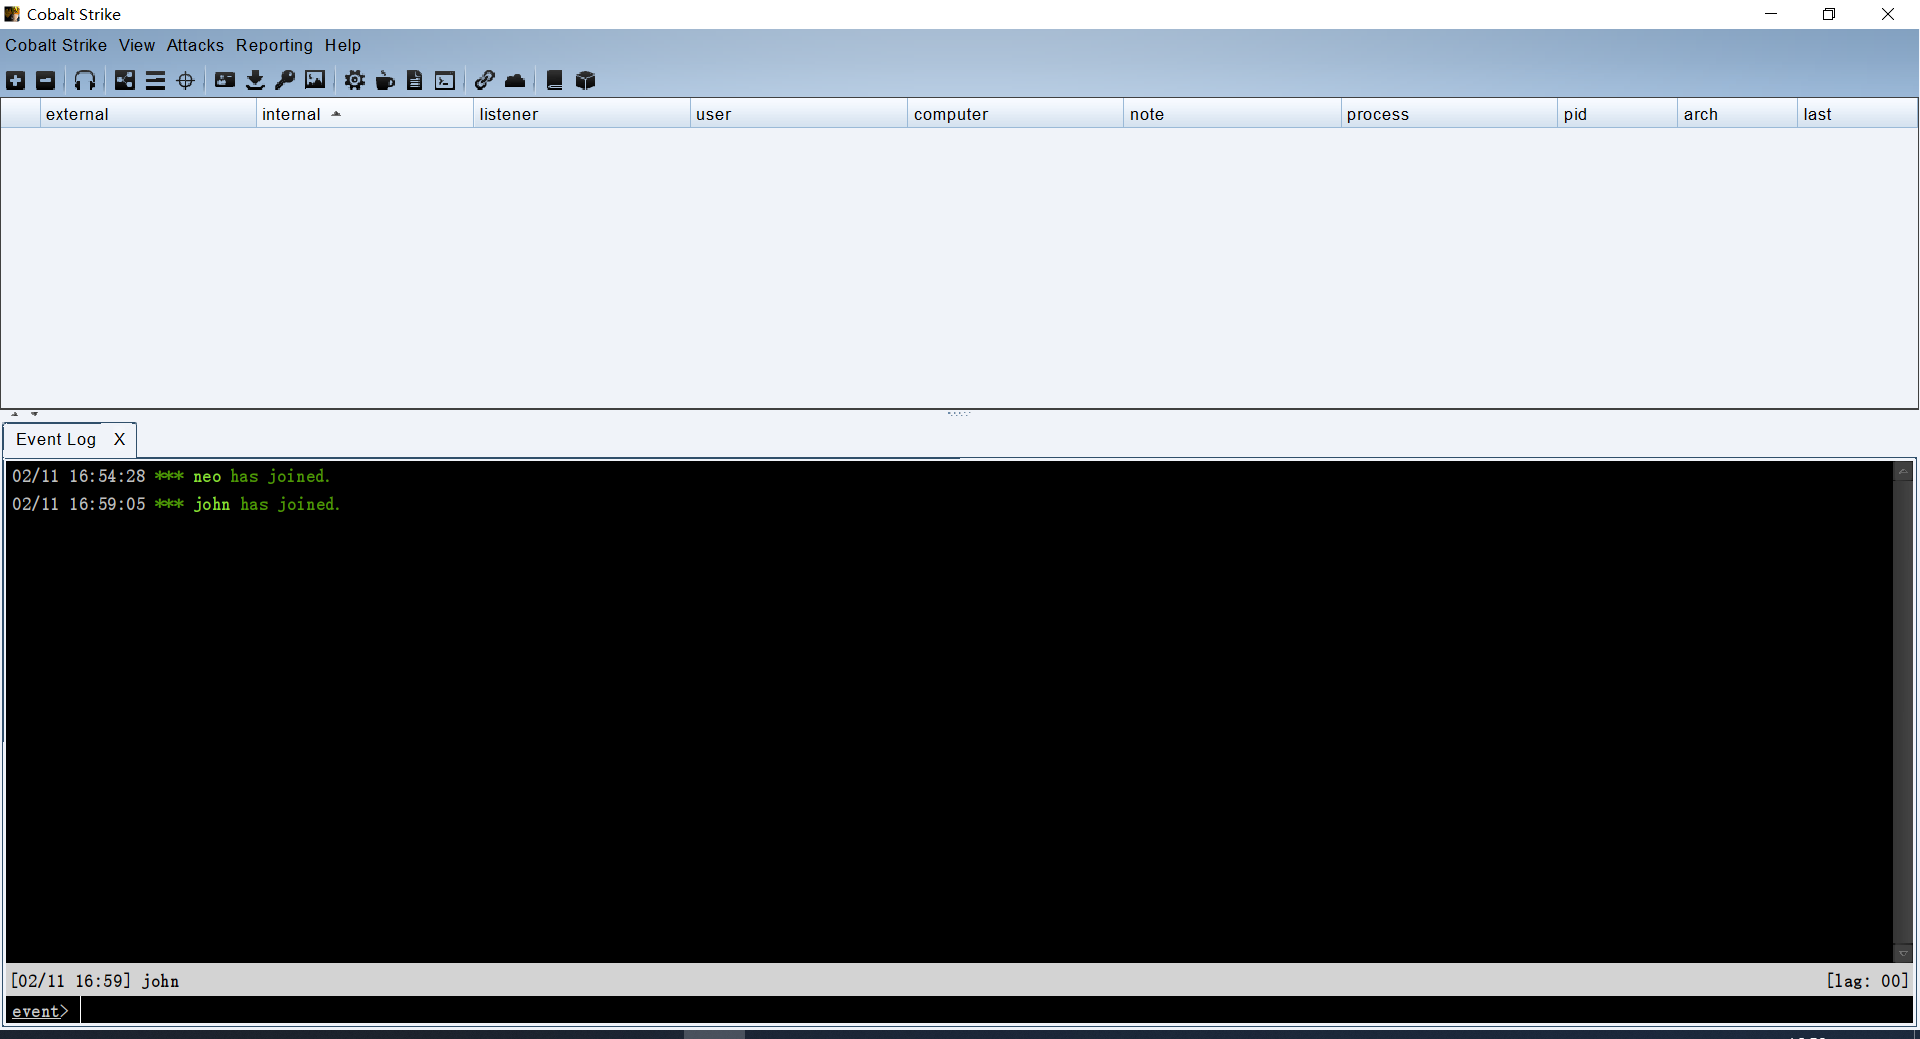 Cobalt Strike
Cobalt Strike View Attacks Reporting Help
external internal listener user computer note process pid arch last
Event Log X
02/11 16:54:28 *** neo has joined.
02/11 16:59:05 *** john has joined.
[02/11 16:59] john [lag: 00]
event>